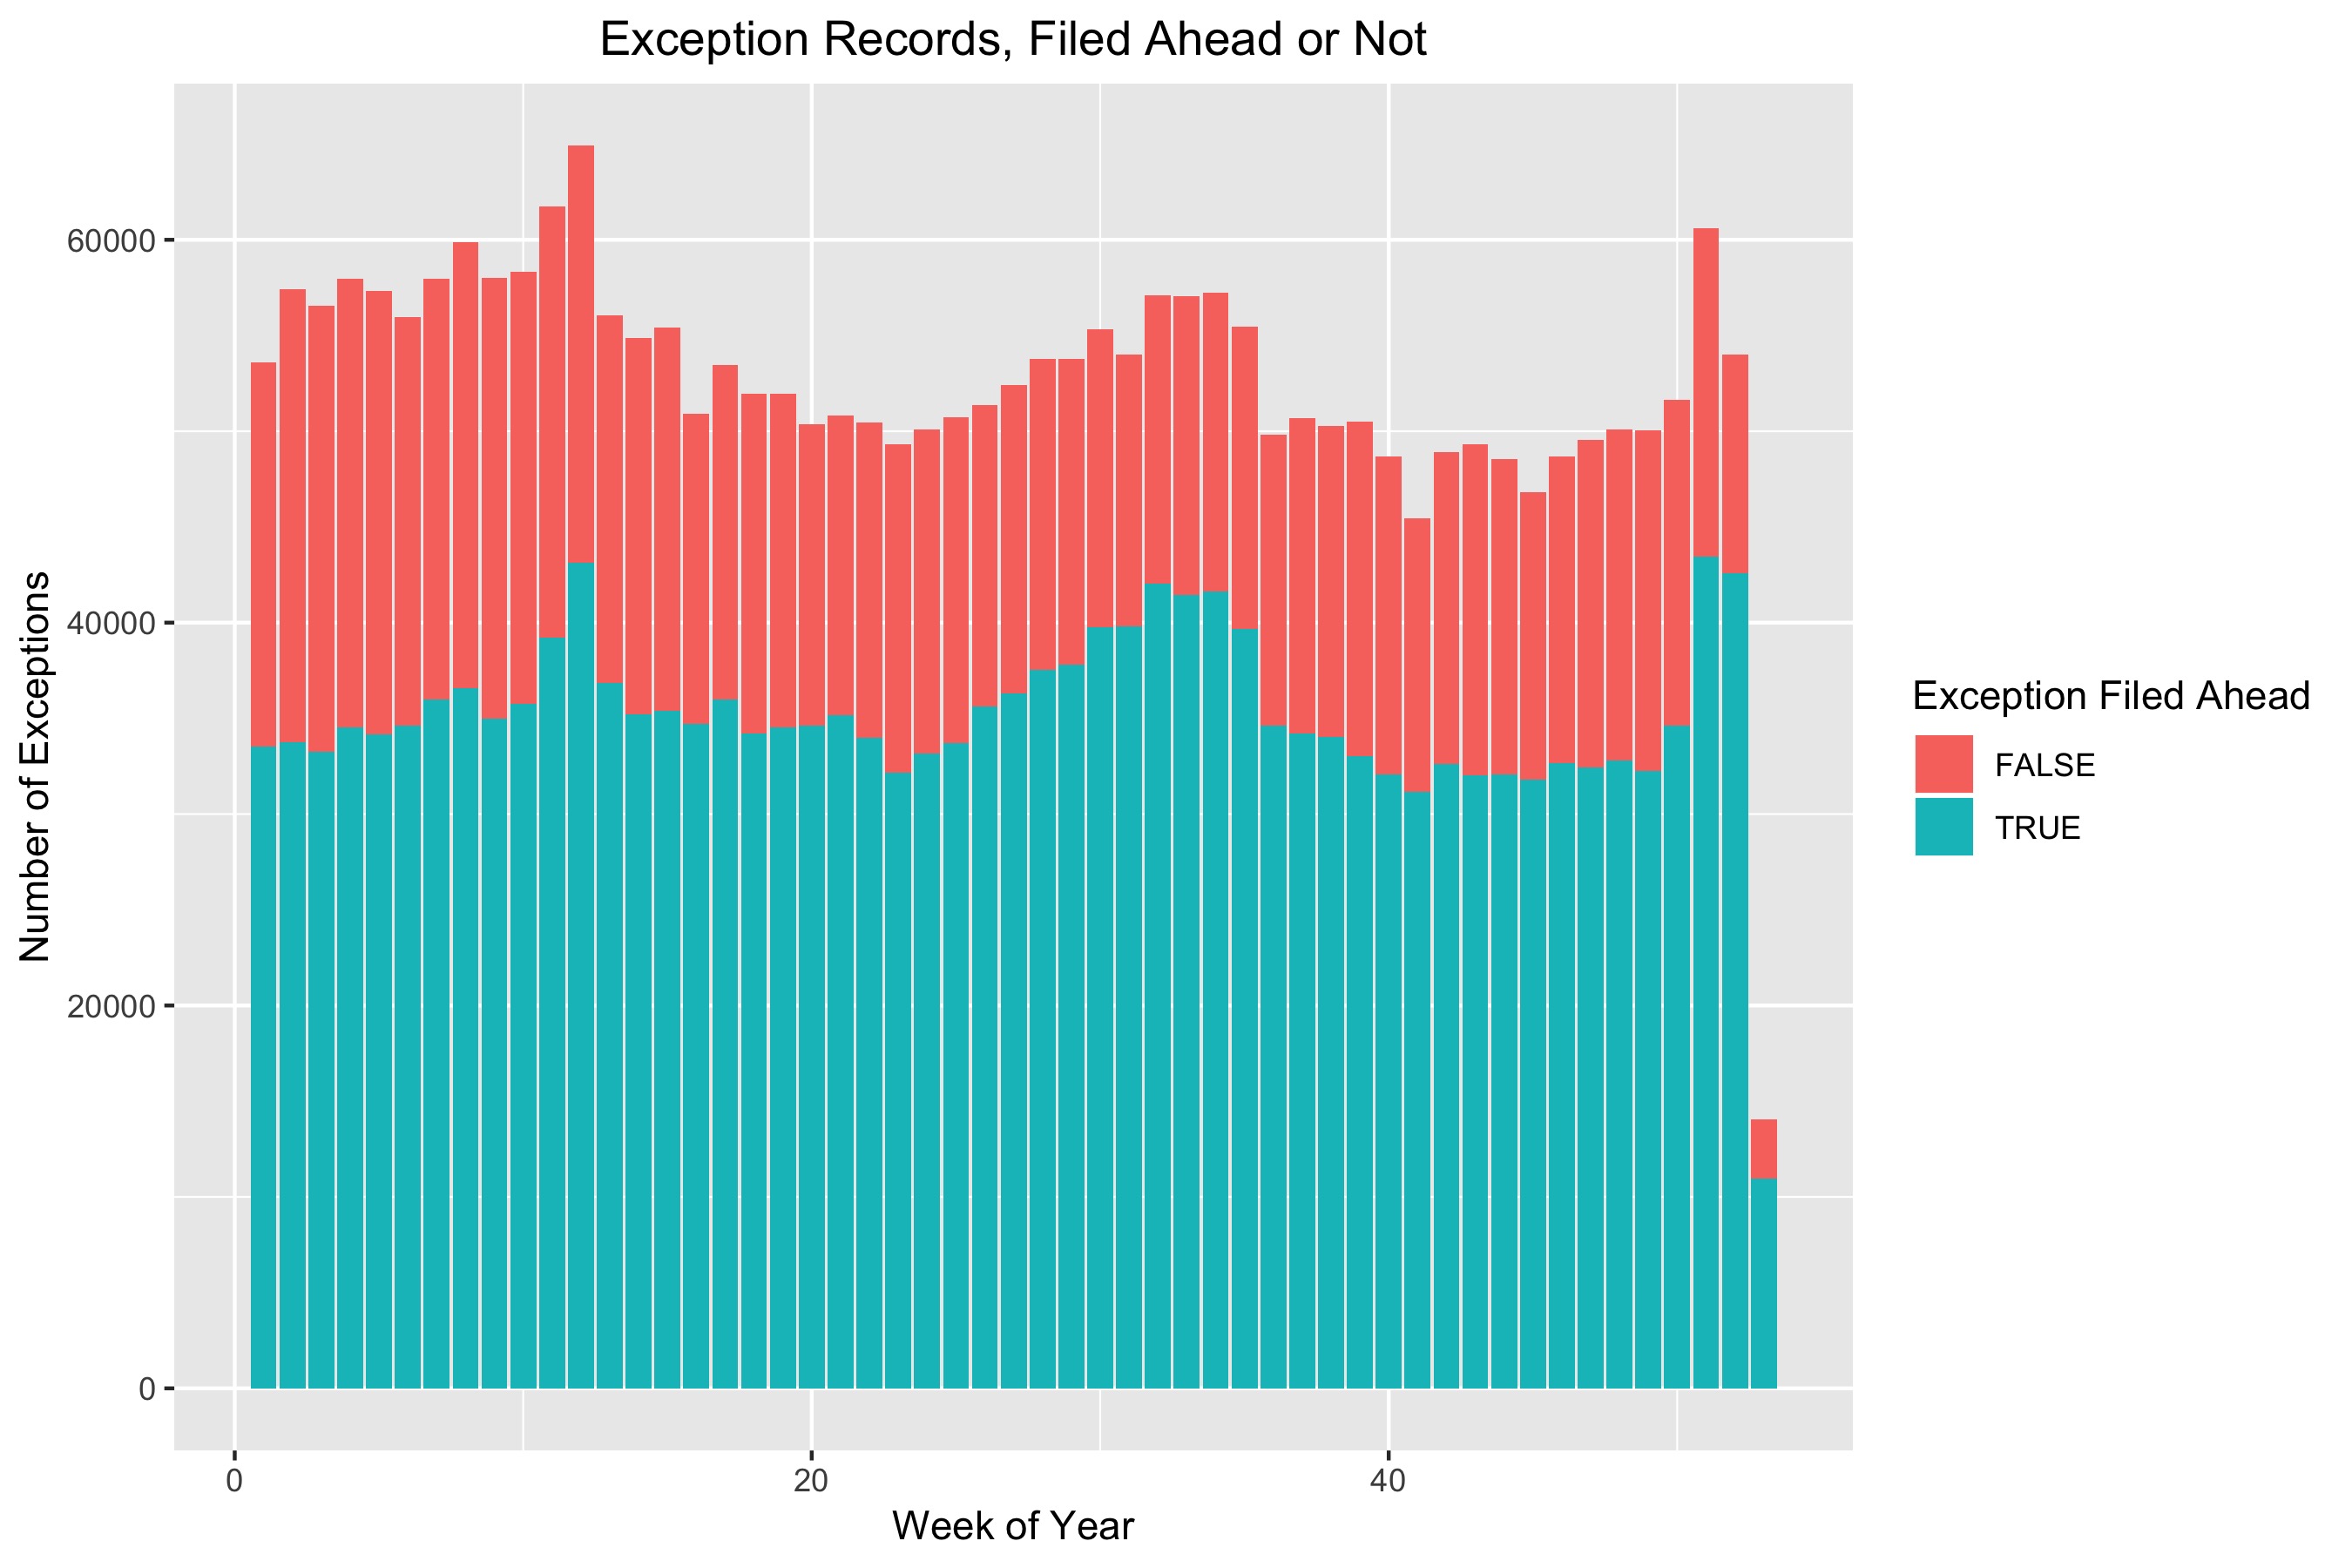 Exception Records, Filed Ahead or Not
Number of Exceptions
60000
40000
20000
0
0
20
40
Week of Year
Exception Filed Ahead
FALSE
TRUE